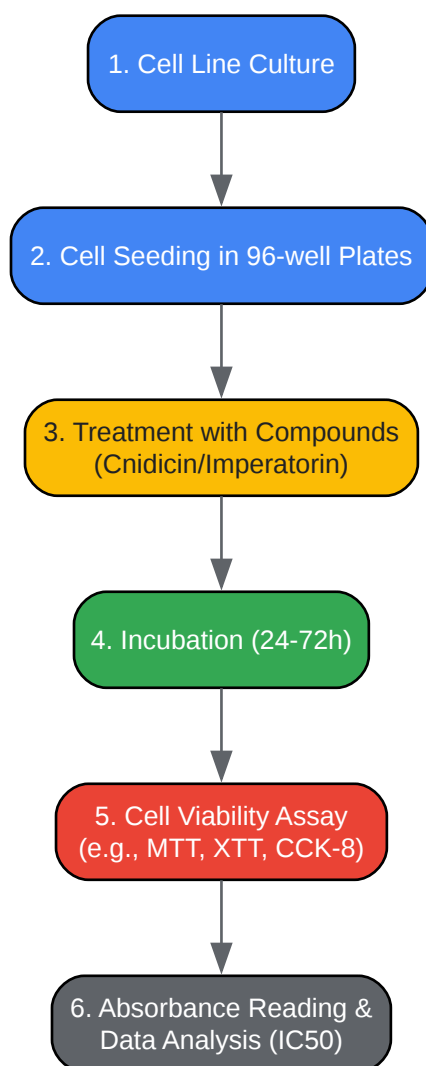 1. Cell Line Culture
2. Cell Seeding in 96-well Plates
3. Treatment with Compounds
(Cnidicin/Imperatorin)
4. Incubation (24-72h)
5. Cell Viability Assay
(e.g., MTT, XTT, CCK-8)
6. Absorbance Reading &
Data Analysis (IC50)